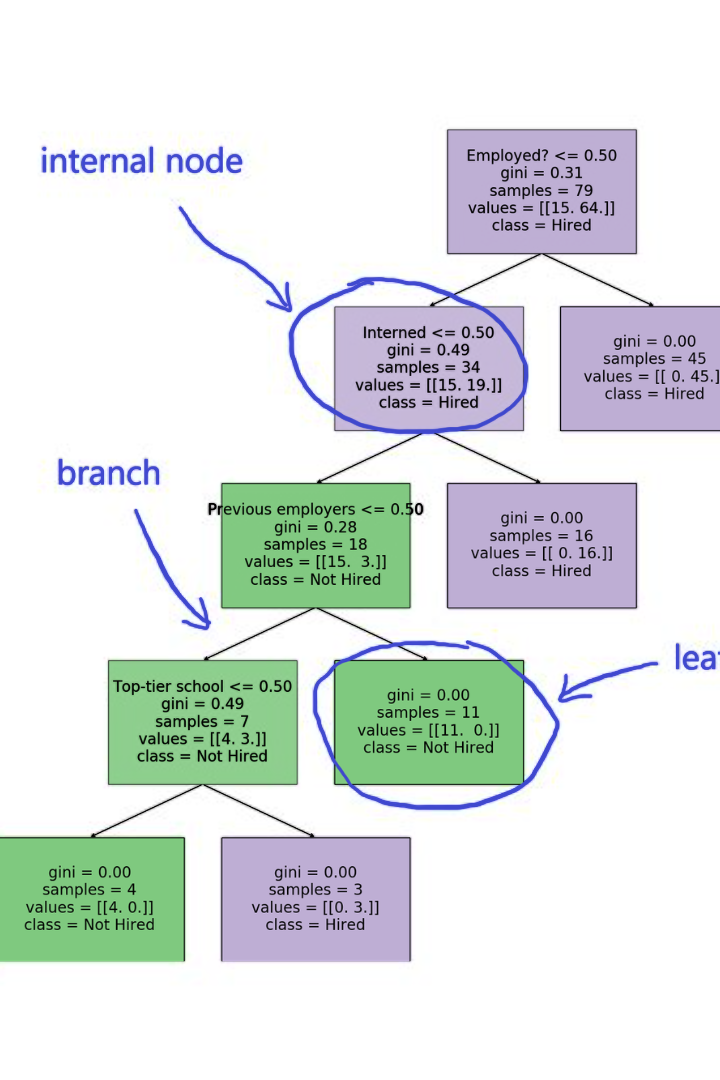 internal node
Employed? <= 0.50
gini = 0.31
samples = 79
values = [[15. 64.]]
class = Hired
Interned <= 0.50
gini = 0.49
samples = 34
values = [[15. 19.]]
class = Hired
gini = 0.00
samples = 45
values = [[ 0. 45.]
class = Hired
branch
Previous employers <= 0.50
gini = 0.28
samples = 18
values = [[15.  3.]]
class = Not Hired
gini = 0.00
samples = 16
values = [[ 0. 16.]]
class = Hired
Top-tier school <= 0.50
gini = 0.49
samples = 7
values = [[4. 3.]]
class = Not Hired
gini = 0.00
samples = 11
values = [[11.  0.]]
class = Not Hired
gini = 0.00
samples = 4
values = [[4. 0.]]
class = Not Hired
gini = 0.00
samples = 3
values = [[0. 3.]]
class = Hired